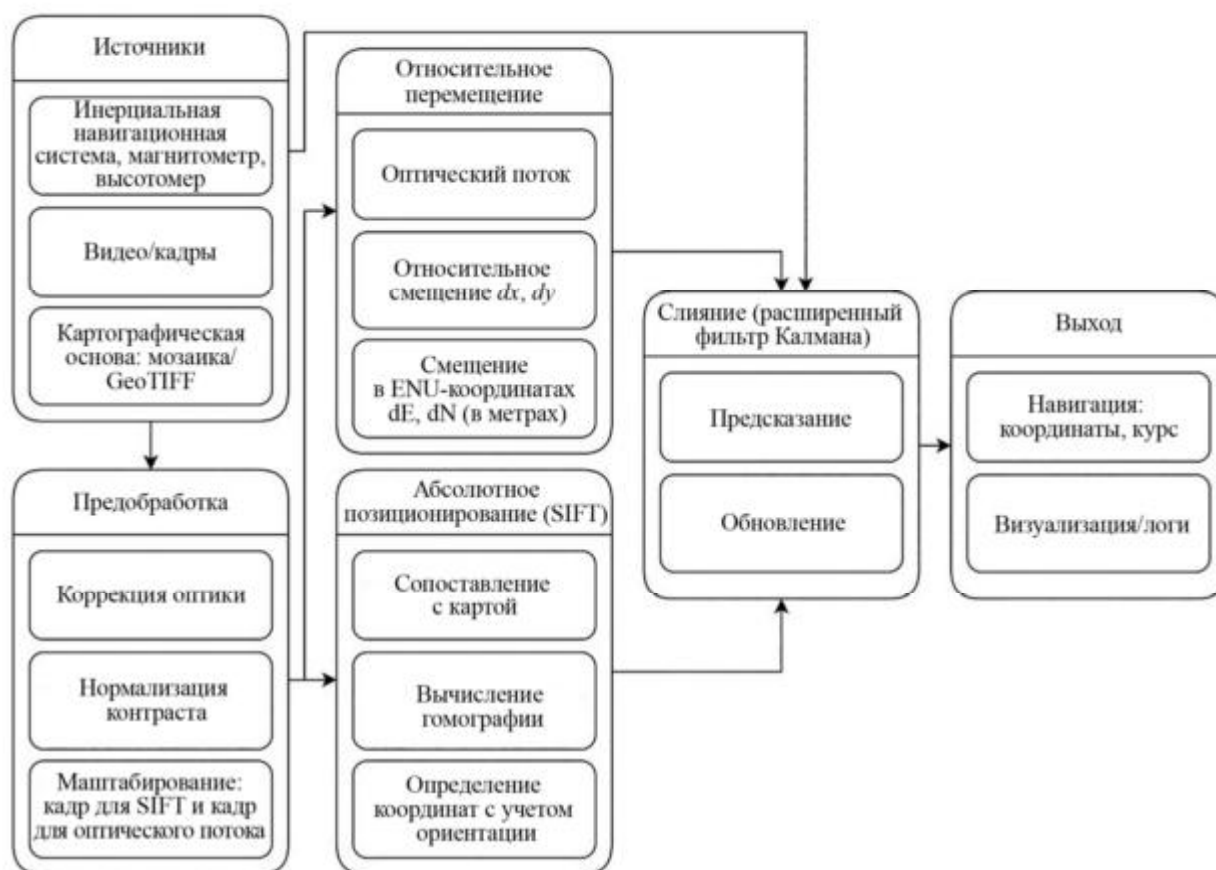 Источники
Инерциальная
навигационная
система, магнитометр,
высотомер
Видео/кадры
Картографическая
основа: мозаика/
GeoTIFF
Предобработка
Коррекция оптики
Нормализация
контраста
Маштабирование:
кадр для SIFT и кадр
для оптического потока
Относительное
перемещение
Оптический поток
Относительное
смещение dx, dy
Смещение
в ENU-координатах
dE, dN (в метрах)
Абсолютное
позиционирование (SIFT)
Сопоставление
с картой
Вычисление
гомографии
Определение
координат с учетом
ориентации
Слияние (расширенный
фильтр Калмана)
Предсказание
Обновление
Выход
Навигация:
координаты, курс
Визуализация/логи